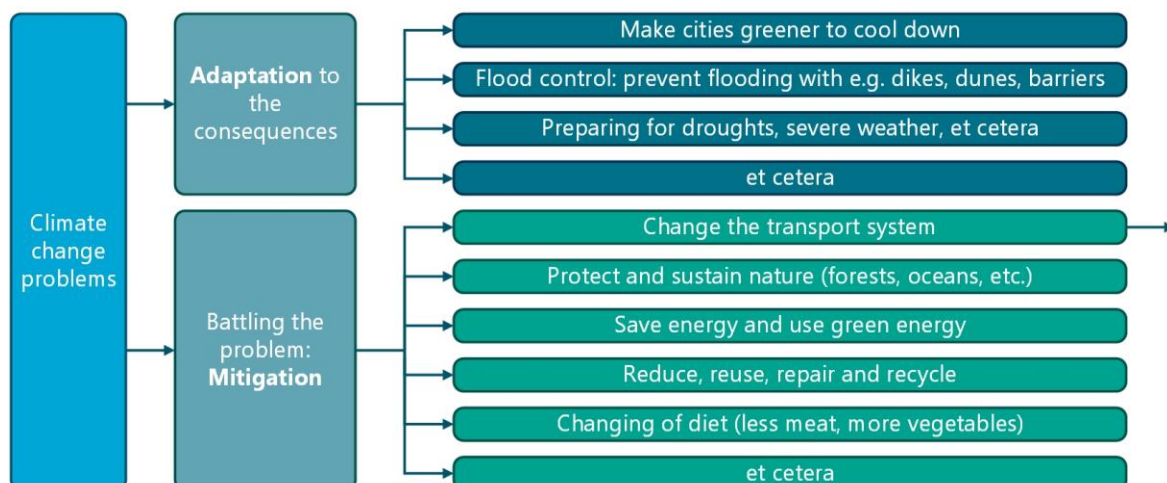 Climate
change
problems
Adaptation to
the
consequences
Make cities greener to cool down
Flood control: prevent flooding with e.g. dikes, dunes, barriers
Preparing for droughts, severe weather, et cetera
et cetera
Battling the
problem:
Mitigation
Change the transport system
Protect and sustain nature (forests, oceans, etc.)
Save energy and use green energy
Reduce, reuse, repair and recycle
Changing of diet (less meat, more vegetables)
et cetera